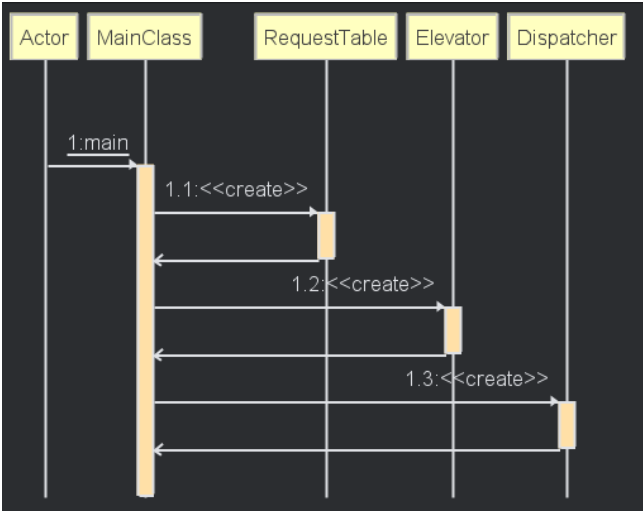 Actor
MainClass
RequestTable
Elevator
Dispatcher
1:main
1.1:<<create>>
1.2:<<create>>
1.3:<<create>>